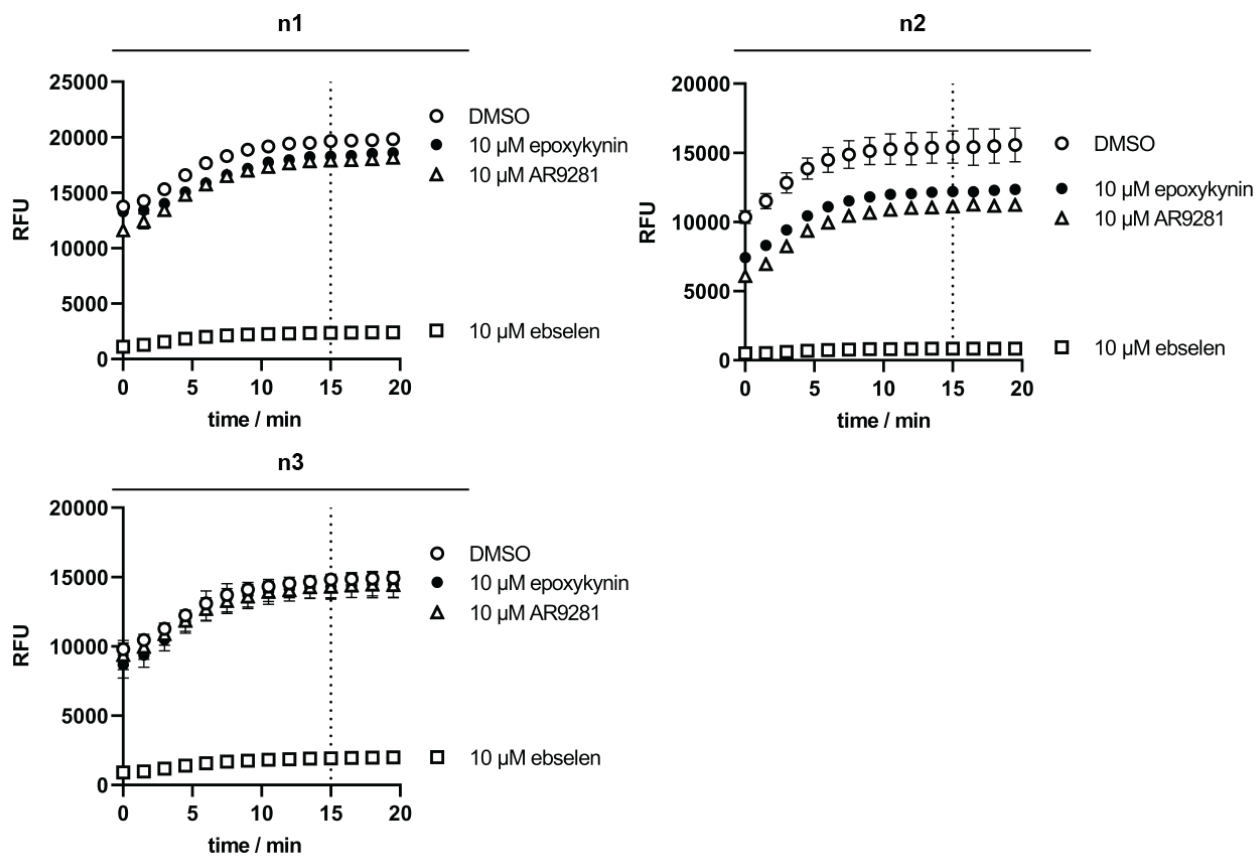 n1
25000
20000
15000
10000
5000
0
RFU
0 5 10 15 20
time / min
DMSO
10 µM epoxykynin
10 µM AR9281
10 µM ebselen
n2
20000
15000
10000
5000
0
RFU
0 5 10 15 20
time / min
DMSO
10 µM epoxykynin
10 µM AR9281
10 µM ebselen
n3
20000
15000
10000
5000
0
RFU
0 5 10 15 20
time / min
DMSO
10 µM epoxykynin
10 µM AR9281
10 µM ebselen